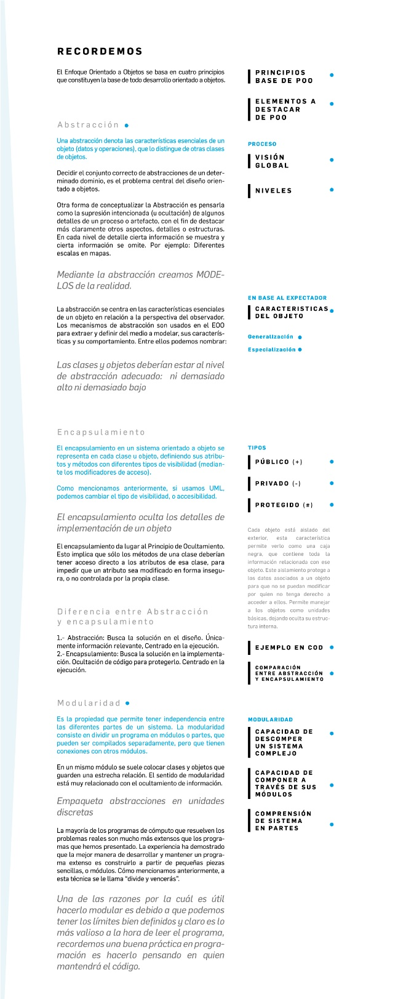 RECORDEMOS
El Enfoque Orientado a Objetos se basa en cuatro principios
que constituyen la base de todo desarrollo orientado a objetos.
PRINCIPIOS
BASE DE POO
ELEMENTOS A
DESTACAR
DE POO
Abstracción
Una abstracción denota las características esenciales de un
objeto (datos y operaciones), que lo distingue de otras clases
de objetos.
PROCESO
VISIÓN
GLOBAL
Decidir el conjunto correcto de abstracciones de un deter-
minado dominio, es el problema central del diseño orien-
tado a objetos.
NIVELES
Otra forma de conceptualizar la Abstracción es pensarla
como la supresión intencionada (u ocultación) de algunos
detalles de un proceso o artefacto, con el fin de destacar
más claramente otros aspectos, detalles o estructuras.
En cada nivel de detalle cierta información se muestra y
cierta información se omite. Por ejemplo: Diferentes
escalas en mapas.
Mediante la abstracción creamos MODE-
LOS de la realidad.
EN BASE AL EXPECTADOR
CARACTERISTICAS
DEL OBJETO
Generalización
Especialización
La abstracción se centra en las características esenciales
de un objeto en relación a la perspectiva del observador.
Los mecanismos de abstracción son usados en el EOO
para extraer y definir del medio a modelar, sus caracterís-
ticas y su comportamiento. Entre ellos podemos nombrar:
Las clases y objetos deberían estar al nivel
de abstracción adecuado: ni demasiado
alto ni demasiado bajo
Encapsulamiento
El encapsulamiento en un sistema orientado a objeto se
representa en cada clase u objeto, definiendo sus atribu-
tos y métodos con diferentes tipos de visibilidad (median-
te los modificadores de acceso).
Como mencionamos anteriormente, si usamos UML,
podemos cambiar el tipo de visibilidad, o accesibilidad.
TIPOS
PÚBLICO (+)
PRIVADO (-)
PROTEGIDO (#)
El encapsulamiento oculta los detalles de
implementación de un objeto
El encapsulamiento da lugar al Principio de Ocultamiento.
Esto implica que sólo los métodos de una clase deberían
tener acceso directo a los atributos de esa clase, para
impedir que un atributo sea modificado en forma insegu-
ra, o no controlada por la propia clase.
Cada objeto está aislado del
exterior, esta característica
permite verlo como una caja
negra, que contiene toda la
información relacionada con ese
objeto. Este aislamiento protege a
los datos asociados a un objeto
para que no se puedan modificar
por quien no tenga derecho a
acceder a ellos. Permite manejar
a los objetos como unidades
básicas, dejando oculta su estruc-
tura interna.
Diferencia entre Abstracción
y encapsulamiento
1.- Abstracción: Busca la solución en el diseño. Única-
mente información relevante, Centrado en la ejecución.
2.- Encapsulamiento: Busca la solución en la implementa-
ción. Ocultación de código para protegerlo. Centrado en la
ejecución.
EJEMPLO EN COD
COMPARACIÓN
ENTRE ABSTRACCIÓN
Y ENCAPSULAMIENTO
Modularidad
Es la propiedad que permite tener independencia entre
las diferentes partes de un sistema. La modularidad
consiste en dividir un programa en módulos o partes, que
pueden ser compilados separadamente, pero que tienen
conexiones con otros módulos.
En un mismo módulo se suele colocar clases y objetos que
guarden una estrecha relación. El sentido de modularidad
está muy relacionado con el ocultamiento de información.
MODULARIDAD
CAPACIDAD DE
DESCOMPER
UN SISTEMA
COMPLEJO
CAPACIDAD DE
COMPONER A
TRAVÉS DE SUS
MÓDULOS
COMPRENSIÓN
DE SISTEMA
EN PARTES
Empaqueta abstracciones en unidades
discretas
La mayoría de los programas de cómputo que resuelven los
problemas reales son mucho más extensos que los progra-
mas que hemos presentado. La experiencia ha demostrado
que la mejor manera de desarrollar y mantener un progra-
ma extenso es construirlo a partir de pequeñas piezas
sencillas, o módulos. Cómo mencionamos anteriormente, a
esta técnica se le llama “divide y vencerás”.
Una de las razones por la cuál es útil
hacerlo modular es debido a que podemos
tener los límites bien definidos y claro es lo
más valioso a la hora de leer el programa,
recordemos una buena práctica en progra-
mación es hacerlo pensando en quien
mantendrá el código.